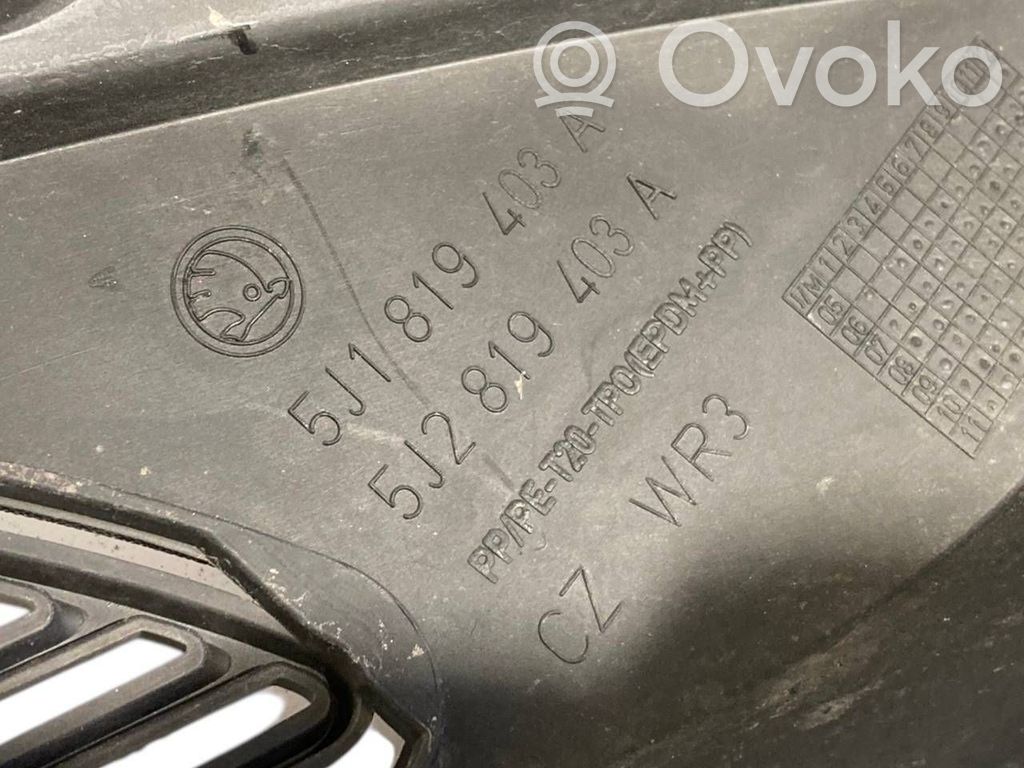 Ovoko
5J1 819 403 A
5J2 819 403 A
PP/PE-T20-TPO(EPDM+PP)
CZ WR3
J/M 1 2 3 4 5 6 7 8 9 10 11
05
06
07
08
09
10
11